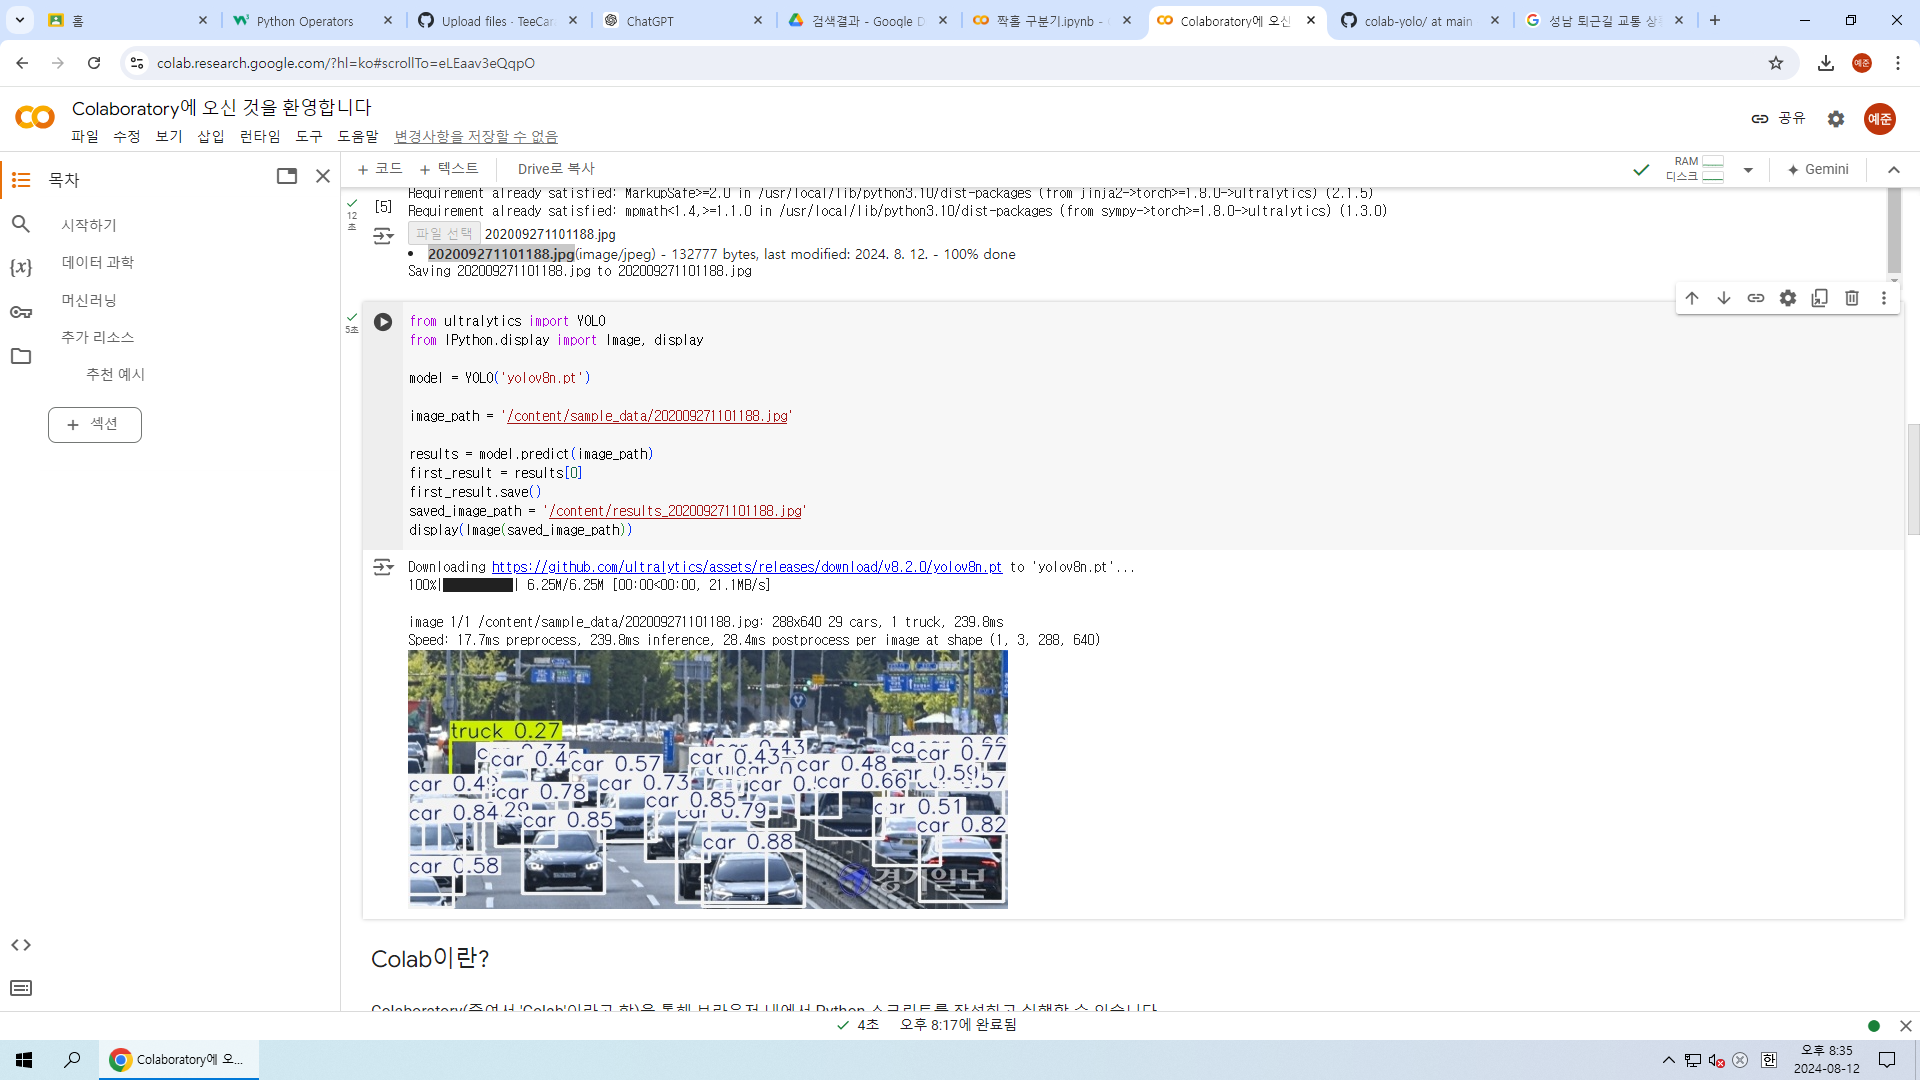 홈
Python Operators
Upload files · TeeCar
ChatGPT
검색결과 - Google D
짝홀 구분기.ipynb -
Colaboratory에 오신
colab-yolo/ at main
성남 퇴근길 교통 상
colab.research.google.com/?hl=ko#scrollTo=eLEaav3eQqpO
예준
Colaboratory에 오신 것을 환영합니다
파일 수정 보기 삽입 런타임 도구 도움말 변경사항을 저장할 수 없음
공유
예준
목차
+ 코드 + 텍스트 Drive로 복사
RAM
디스크
Gemini
시작하기
데이터 과학
머신러닝
추가 리소스
추천 예시
+ 섹션
12
초
[5]
Requirement already satisfied: MarkupSafe>=2.0 in /usr/local/lib/python3.10/dist-packages (from jinja2->torch>=1.8.0->ultralytics) (2.1.5)
Requirement already satisfied: mpmath<1.4,>=1.1.0 in /usr/local/lib/python3.10/dist-packages (from sympy->torch>=1.8.0->ultralytics) (1.3.0)
파일 선택 202009271101188.jpg
• 202009271101188.jpg(image/jpeg) - 132777 bytes, last modified: 2024. 8. 12. - 100% done
Saving 202009271101188.jpg to 202009271101188.jpg
5초
from ultralytics import YOLO
from IPython.display import Image, display
model = YOLO('yolov8n.pt')
image_path = '/content/sample_data/202009271101188.jpg'
results = model.predict(image_path)
first_result = results[0]
first_result.save()
saved_image_path = '/content/results_202009271101188.jpg'
display(Image(saved_image_path))
Downloading https://github.com/ultralytics/assets/releases/download/v8.2.0/yolov8n.pt to 'yolov8n.pt'...
100%|██████████| 6.25M/6.25M [00:00<00:00, 21.1MB/s]
image 1/1 /content/sample_data/202009271101188.jpg: 288x640 29 cars, 1 truck, 239.8ms
Speed: 17.7ms preprocess, 239.8ms inference, 28.4ms postprocess per image at shape (1, 3, 288, 640)
truck 0.27
car 0.57
car 0.43
car 0.48
car 0.77
car 0.73
car 0.66
car 0.78
car 0.85
car 0.51
car 0.84
car 0.85
car 0.82
car 0.88
car 0.58
경기일보
Colab이란?
Colaboratory(줄여서 'Colab'이라고 함)을 통해 브라우저 내에서 Python 스크립트를 작성하고 실행할 수 있습니다
4초 오후 8:17에 완료됨
Colaboratory에 오...
한
오후 8:35
2024-08-12